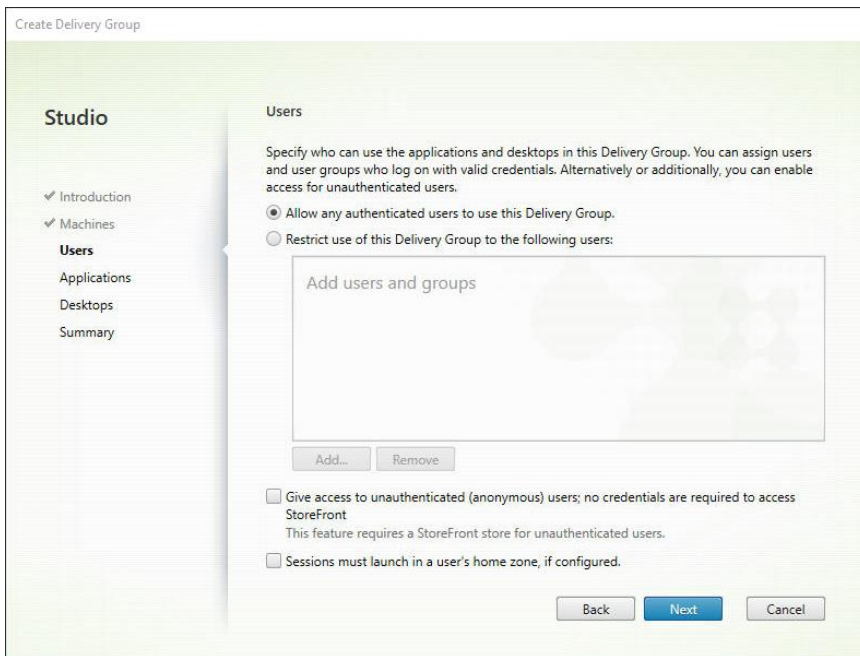 Create Delivery Group
Studio
Introduction
Machines
Users
Applications
Desktops
Summary
Users
Specify who can use the applications and desktops in this Delivery Group. You can assign users
and user groups who log on with valid credentials. Alternatively or additionally, you can enable
access for unauthenticated users.
Allow any authenticated users to use this Delivery Group.
Restrict use of this Delivery Group to the following users:
Add users and groups
Add...
Remove
Give access to unauthenticated (anonymous) users; no credentials are required to access
StoreFront
This feature requires a StoreFront store for unauthenticated users.
Sessions must launch in a user's home zone, if configured.
Back
Next
Cancel